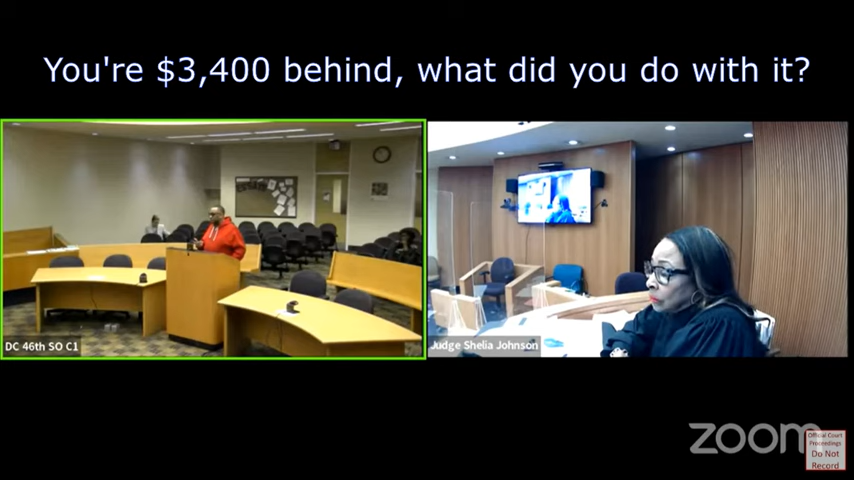 You're $3,400 behind, what did you do with it?
DC 46th SO C1
Judge Shelia Johnson
zoom
Official Court
Proceedings
Do Not
Record